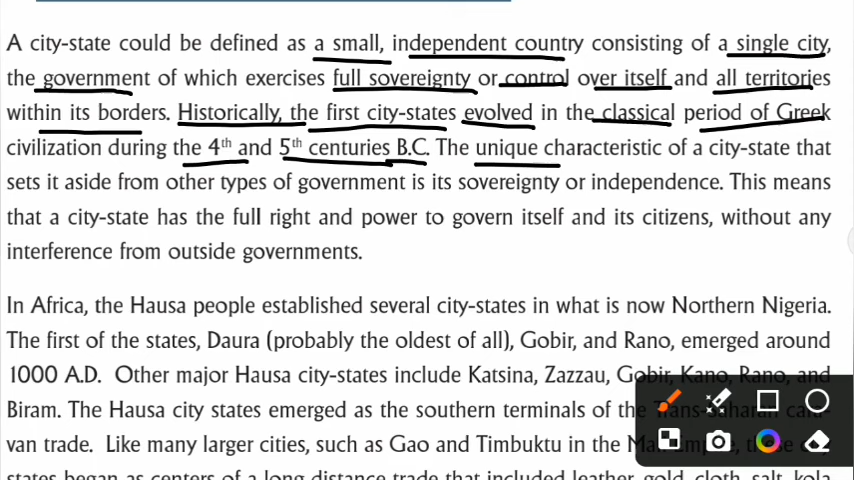 A city-state could be defined as a small, independent country consisting of a single city,
the government of which exercises full sovereignty or control over itself and all territories
within its borders. Historically, the first city-states evolved in the classical period of Greek
civilization during the 4th and 5th centuries B.C. The unique characteristic of a city-state that
sets it aside from other types of government is its sovereignty or independence. This means
that a city-state has the full right and power to govern itself and its citizens, without any
interference from outside governments.
In Africa, the Hausa people established several city-states in what is now Northern Nigeria.
The first of the states, Daura (probably the oldest of all), Gobir, and Rano, emerged around
1000 A.D. Other major Hausa city-states include Katsina, Zazzau, Gobir, Kano, Rano, and
Biram. The Hausa city states emerged as the southern terminals of the Trans-Saharan cara-
van trade. Like many larger cities, such as Gao and Timbuktu in the Mali Empire, these city
states began as centers of a long distance trade that included leather, gold, cloth, salt, kola